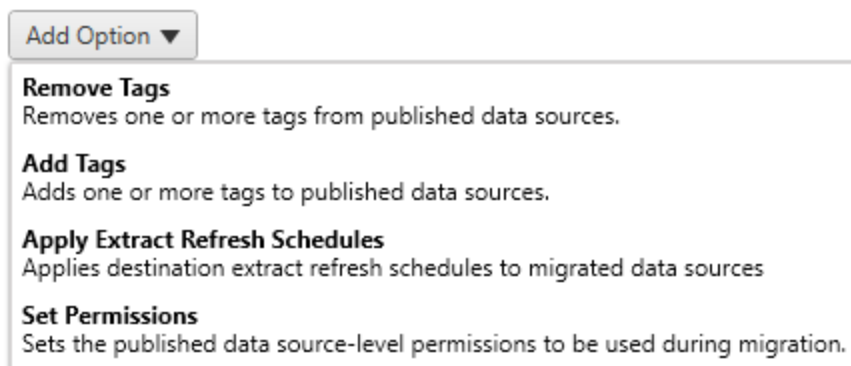 Add Option ▼
Remove Tags
Removes one or more tags from published data sources.
Add Tags
Adds one or more tags to published data sources.
Apply Extract Refresh Schedules
Applies destination extract refresh schedules to migrated data sources
Set Permissions
Sets the published data source-level permissions to be used during migration.